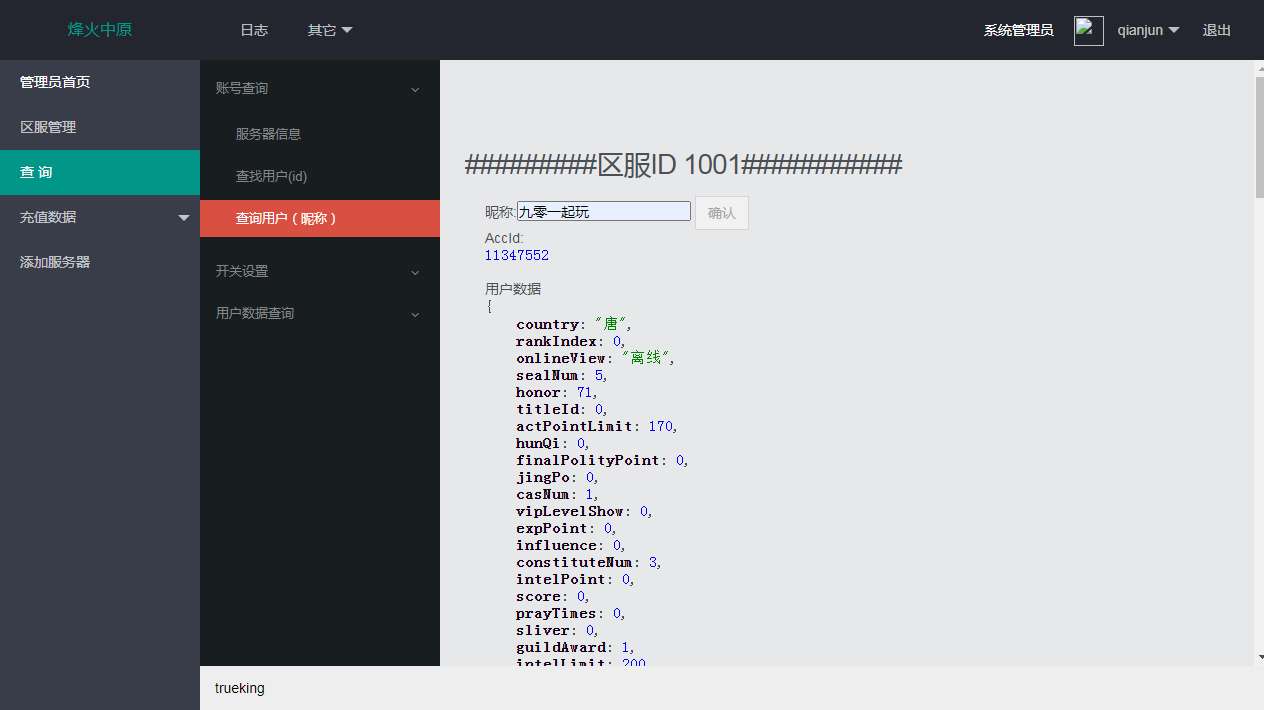 烽火中原
日志
其它
系统管理员
qianjun
退出
管理员首页
区服管理
查 询
充值数据
添加服务器
账号查询
服务器信息
查找用户(id)
查询用户（昵称）
开关设置
用户数据查询
#########区服ID 1001###########
昵称:九零一起玩 确认
AccId:
11347552
用户数据
{
country: "唐",
rankIndex: 0,
onlineView: "离线",
sealNum: 5,
honor: 71,
titleId: 0,
actPointLimit: 170,
hunQi: 0,
finalPolityPoint: 0,
jingPo: 0,
casNum: 1,
vipLevelShow: 0,
expPoint: 0,
influence: 0,
constituteNum: 3,
intelPoint: 0,
score: 0,
prayTimes: 0,
sliver: 0,
guildAward: 1,
intelLimit: 200
trueking